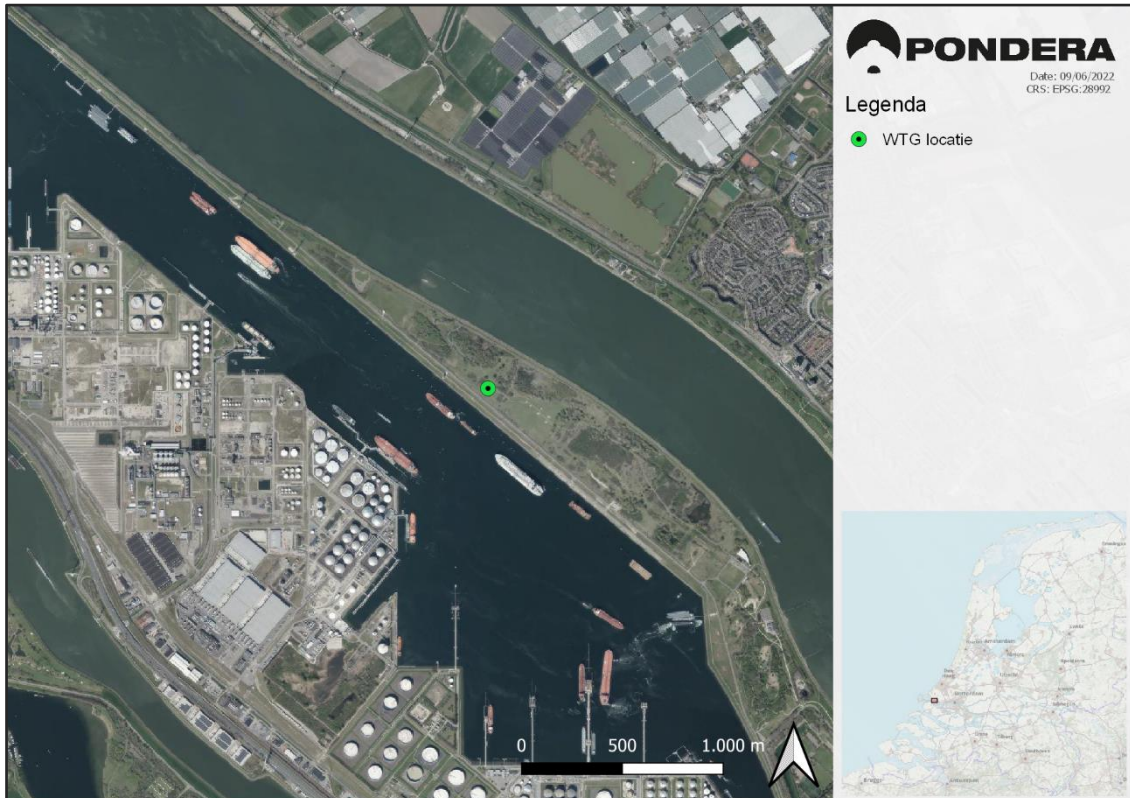 PONDERA
Date: 09/06/2022
CRS: EPSG:28992
Legenda
WTG locatie
0 500 1.000 m